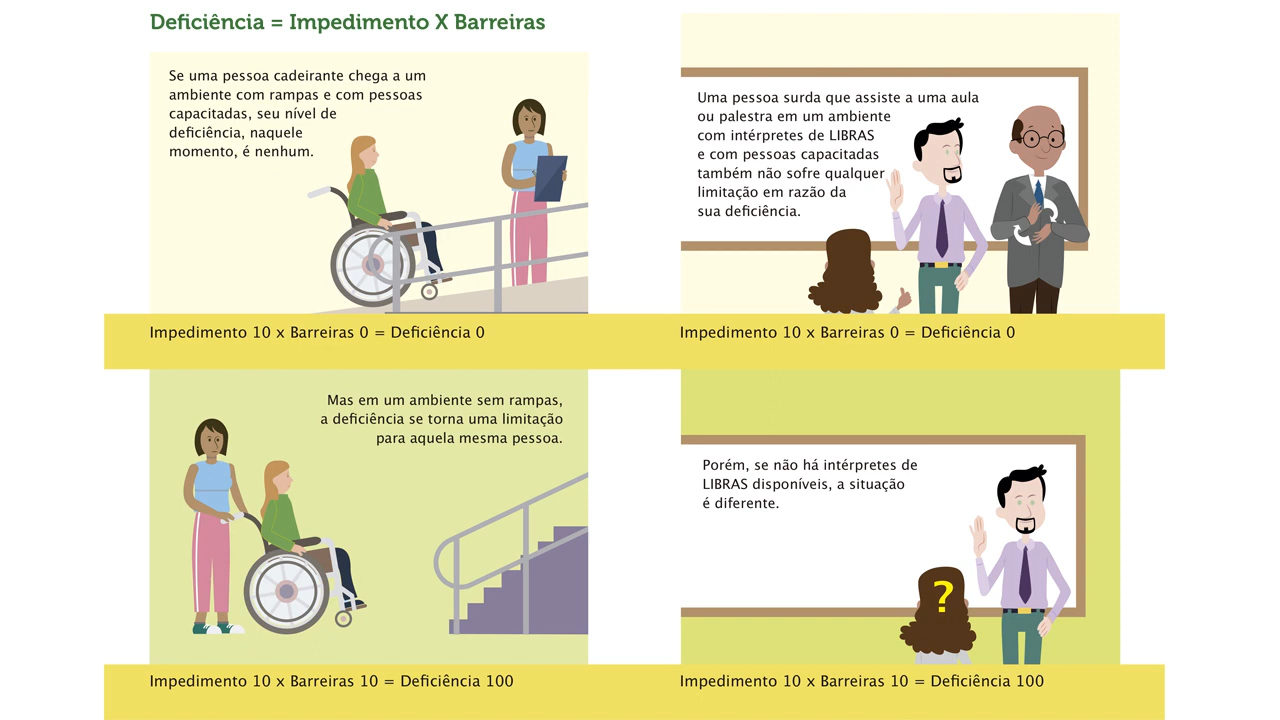 Deficiência = Impedimento X Barreiras
Se uma pessoa cadeirante chega a um
ambiente com rampas e com pessoas
capacitadas, seu nível de
deficiência, naquele
momento, é nenhum.
Impedimento 10 x Barreiras 0 = Deficiência 0
Uma pessoa surda que assiste a uma aula
ou palestra em um ambiente
com intérpretes de LIBRAS
e com pessoas capacitadas
também não sofre qualquer
limitação em razão da
sua deficiência.
Impedimento 10 x Barreiras 0 = Deficiência 0
Mas em um ambiente sem rampas,
a deficiência se torna uma limitação
para aquela mesma pessoa.
Impedimento 10 x Barreiras 10 = Deficiência 100
Porém, se não há intérpretes de
LIBRAS disponíveis, a situação
é diferente.
?
Impedimento 10 x Barreiras 10 = Deficiência 100